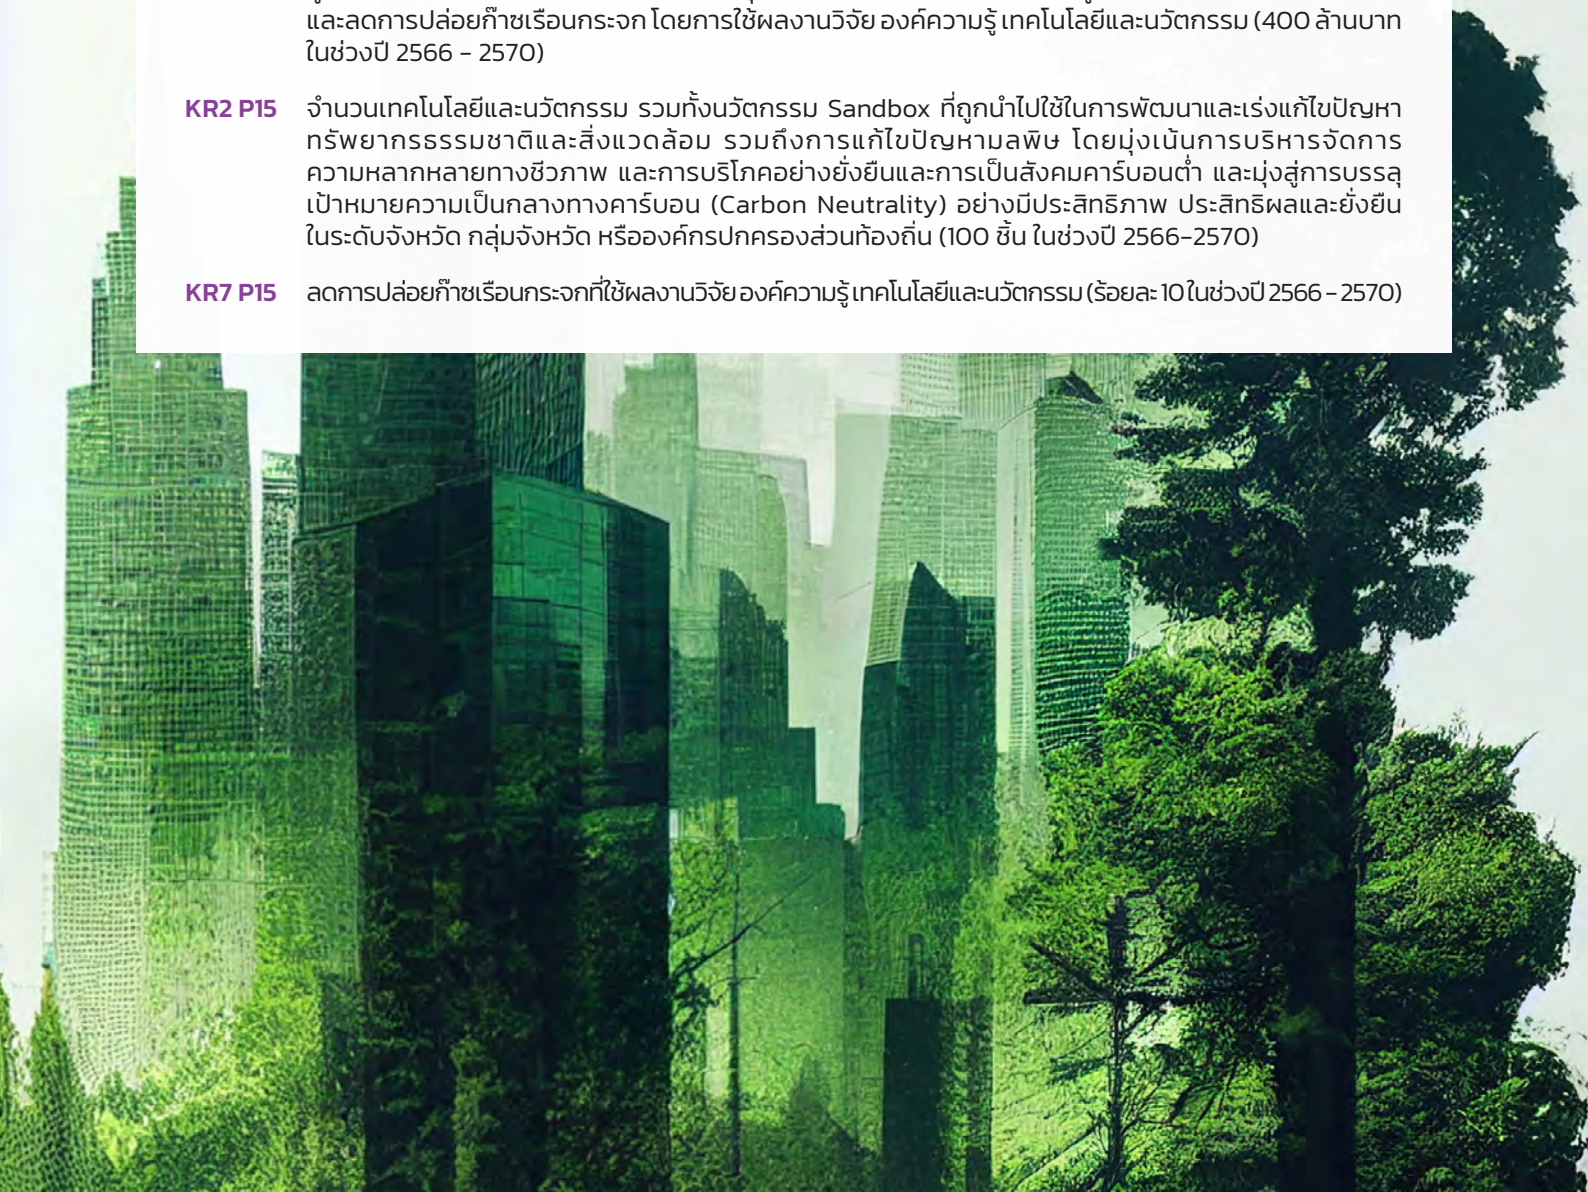 และลดการปล่อยก๊าซเรือนกระจก โดยการใช้ผลงานวิจัย องค์ความรู้ เทคโนโลยีและนวัตกรรม (400 ล้านบาท
ในช่วงปี 2566 - 2570)
KR2 P15 จำนวนเทคโนโลยีและนวัตกรรม รวมทั้งนวัตกรรม Sandbox ที่ถูกนำไปใช้ในการพัฒนาและเร่งแก้ไขปัญหา
ทรัพยากรธรรมชาติและสิ่งแวดล้อม รวมถึงการแก้ไขปัญหามลพิษ โดยมุ่งเน้นการบริหารจัดการ
ความหลากหลายทางชีวภาพ และการบริโภคอย่างยั่งยืนและการเป็นสังคมคาร์บอนต่ำ และมุ่งสู่การบรรลุ
เป้าหมายความเป็นกลางทางคาร์บอน (Carbon Neutrality) อย่างมีประสิทธิภาพ ประสิทธิผลและยั่งยืน
ในระดับจังหวัด กลุ่มจังหวัด หรือองค์กรปกครองส่วนท้องถิ่น (100 ชิ้น ในช่วงปี 2566-2570)
KR7 P15 ลดการปล่อยก๊าซเรือนกระจกที่ใช้ผลงานวิจัย องค์ความรู้ เทคโนโลยีและนวัตกรรม (ร้อยละ 10 ในช่วงปี 2566 - 2570)